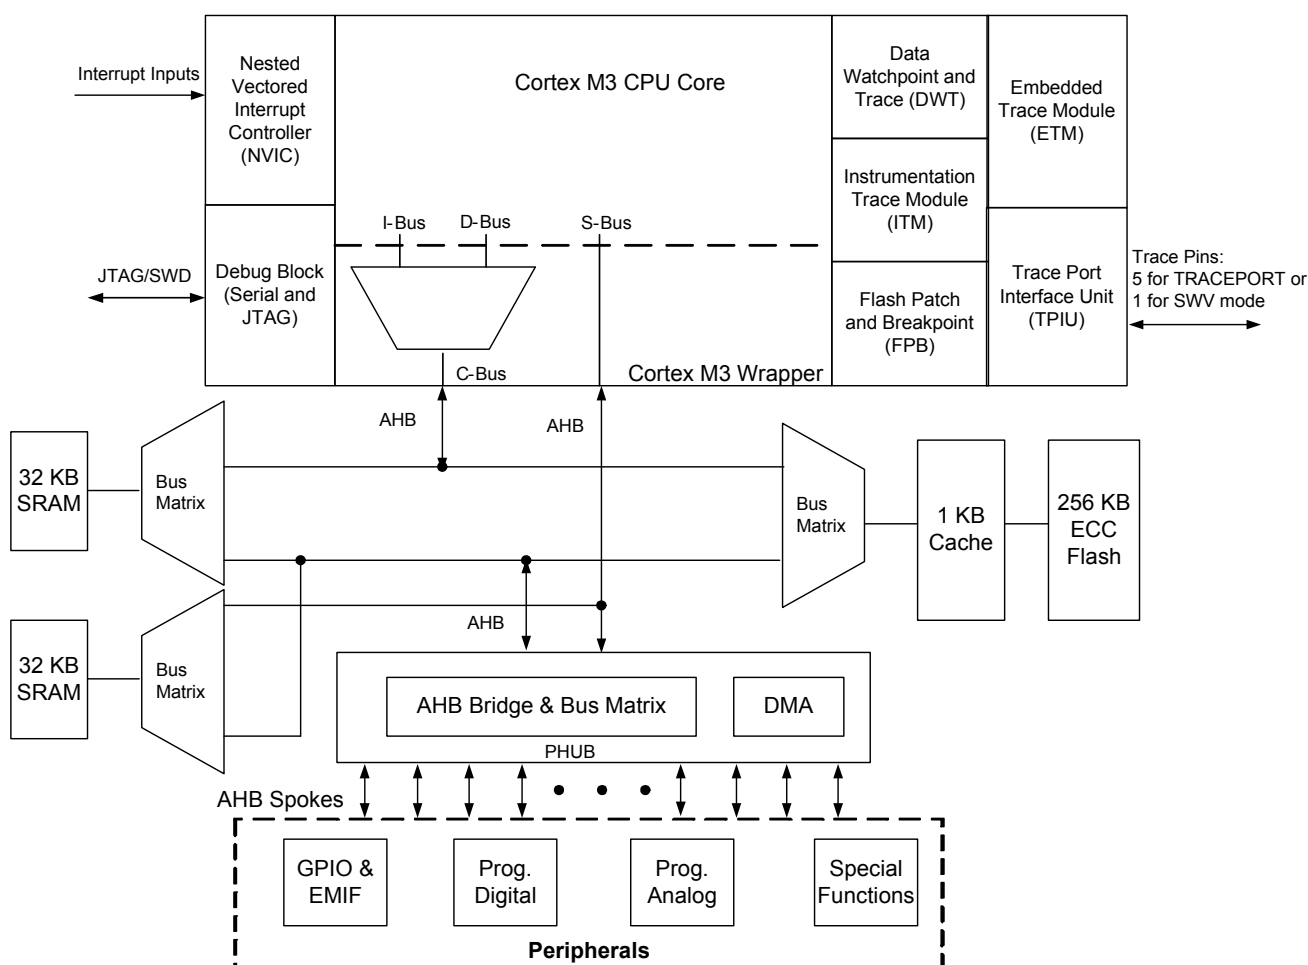 Interrupt Inputs
Nested
Vectored
Interrupt
Controller
(NVIC)
Cortex M3 CPU Core
Data
Watchpoint and
Trace (DWT)
Embedded
Trace Module
(ETM)
Instrumentation
Trace Module
(ITM)
I-Bus
D-Bus
S-Bus
JTAG/SWD
Debug Block
(Serial and
JTAG)
Flash Patch
and Breakpoint
(FPB)
Trace Port
Interface Unit
(TPIU)
Trace Pins:
5 for TRACEPORT or
1 for SWV mode
C-Bus
Cortex M3 Wrapper
AHB
AHB
32 KB
SRAM
Bus
Matrix
Bus
Matrix
1 KB
Cache
256 KB
ECC
Flash
AHB
32 KB
SRAM
Bus
Matrix
AHB Bridge & Bus Matrix
DMA
PHUB
AHB Spokes
GPIO &
EMIF
Prog.
Digital
Prog.
Analog
Special
Functions
Peripherals